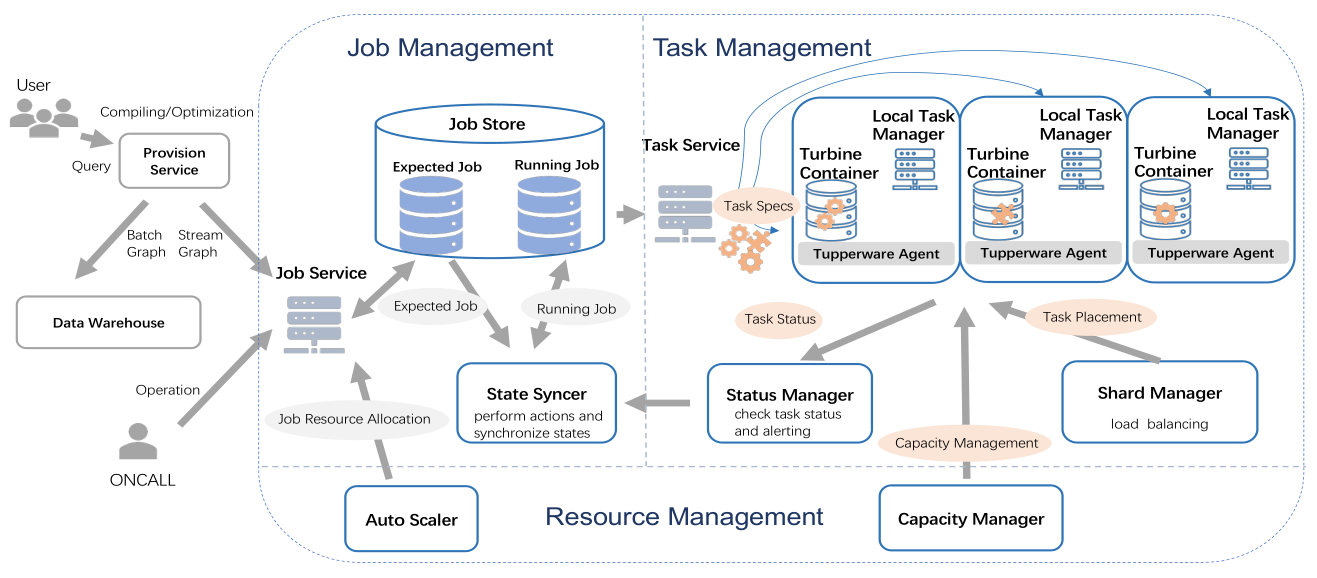 Job Management
Task Management
User
Compiling/Optimization
Query
Provision
Service
Batch
Graph
Stream
Graph
Data Warehouse
Operation
ONCALL
Job Service
Job Store
Expected Job
Running Job
Expected Job
Running Job
Job Resource Allocation
State Syncer
perform actions and
synchronize states
Auto Scaler
Task Service
Task Specs
Local Task
Manager
Turbine
Container
Tupperware Agent
Local Task
Manager
Turbine
Container
Tupperware Agent
Local Task
Manager
Turbine
Container
Tupperware Agent
Task Status
Task Placement
Status Manager
check task status
and alerting
Capacity Management
Shard Manager
load balancing
Resource Management
Capacity Manager